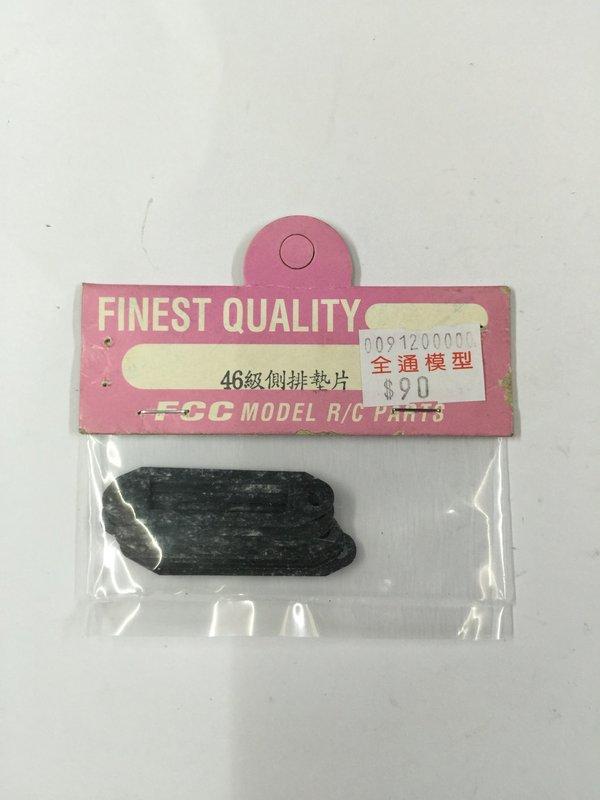 FINEST QUALITY
0091200000
全通模型
$90
46級側排墊片
FCC MODEL R/C PARTS